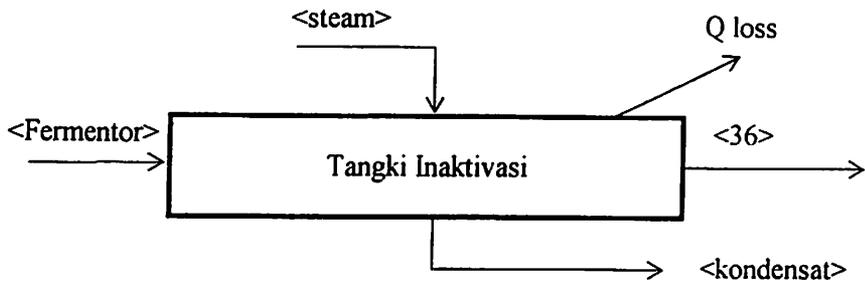 <steam>
Q loss
<Fermentor>
<36>
Tangki Inaktivasi
<kondensat>